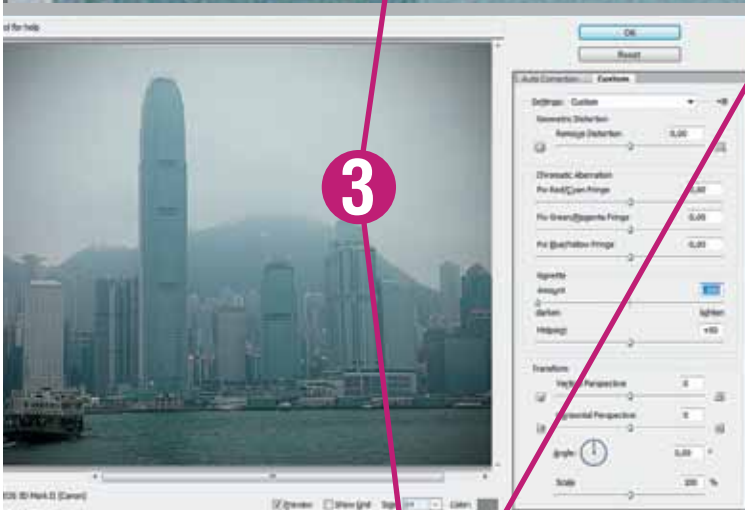 ol for help
OK
Reset
Auto Correction Custom
Settings: Custom
Geometric Distortion
Remove Distortion 0,00
Chromatic Aberration
Fix Red/Cyan Fringe 0,00
Fix Green/Magenta Fringe 0,00
Fix Blue/Yellow Fringe 0,00
Vignette
Amount
darken lighten
Midpoint +50
Transform
Vertical Perspective 0
Horizontal Perspective 0
Angle: 0,00 °
Scale 100 %
3
EOS 5D Mark II (Canon)
Preview Show Grid Size: Color: